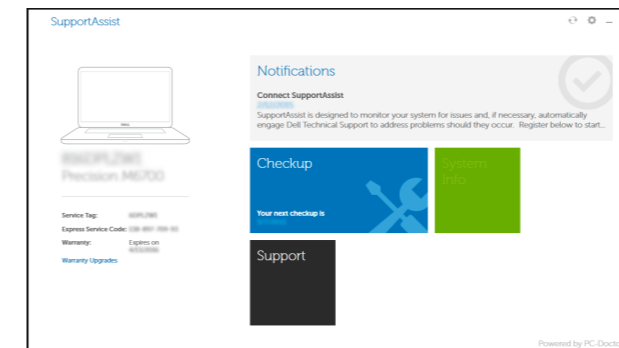 SupportAssist
Notifications
Connect SupportAssist
SupportAssist is designed to monitor your system for issues and, if necessary, automatically
engage Dell Technical Support to address problems should they occur. Register below to start...
Precision M6700
Checkup
Your next checkup is
System
Info
Service Tag:
Express Service Code:
Warranty: Expires on
Warranty Upgrades
Support
Powered by PC-Docto